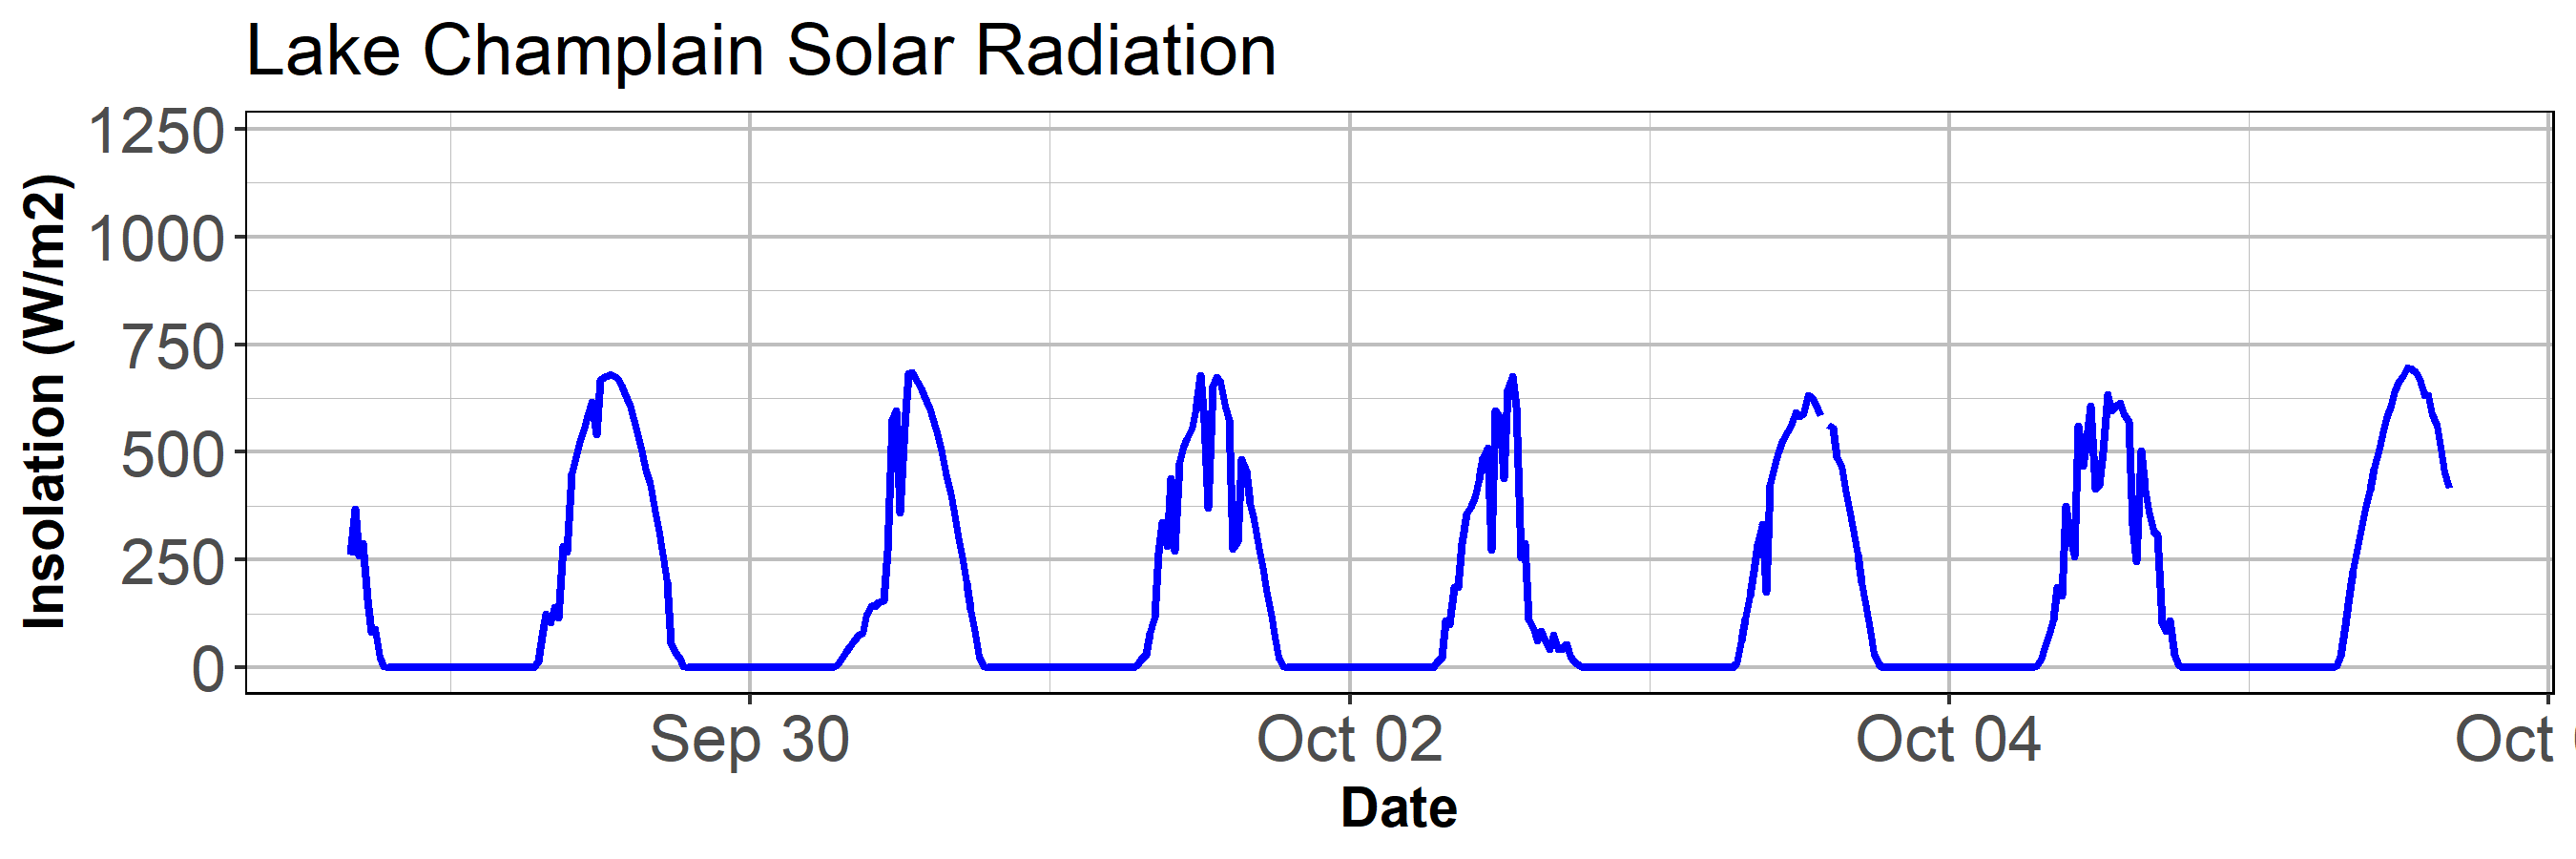 Lake Champlain Solar Radiation
1250
1000
750
500
250
0
Insolation (W/m2)
Sep 30
Oct 02
Oct 04
Oct
Date